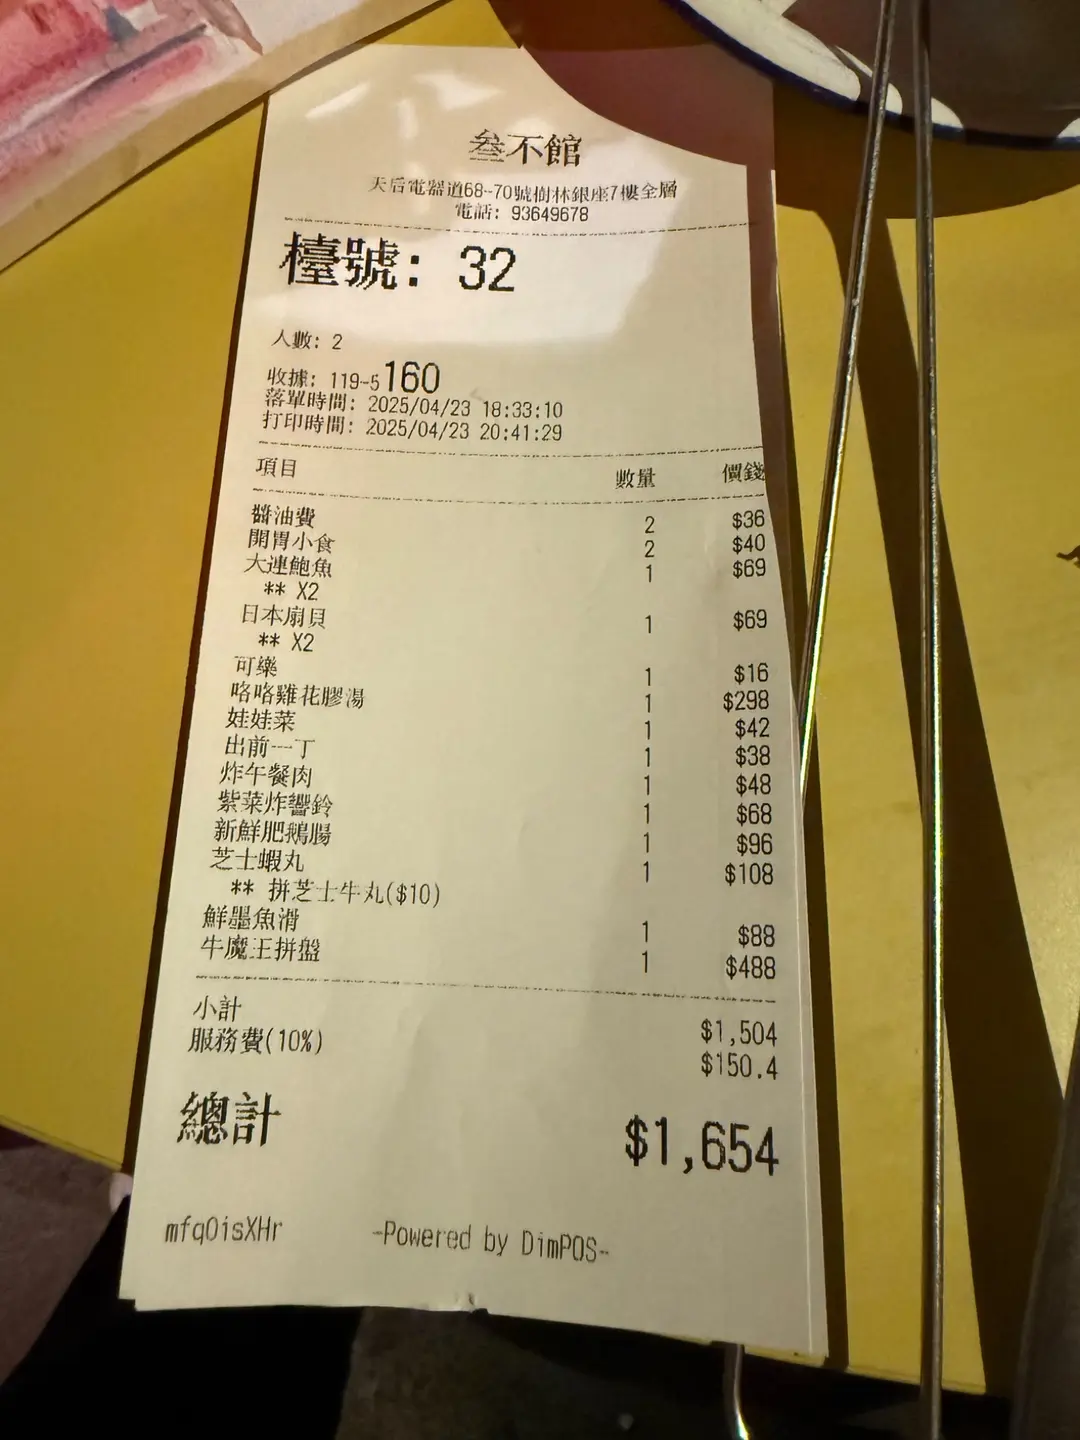 叁不館
天后電器道68-70號樹林銀座7樓全層
電話: 93649678
檯號: 32
人數: 2
收據: 119-5160
落單時間: 2025/04/23 18:33:10
打印時間: 2025/04/23 20:41:29
項目 數量 價錢
醬油費 2 $36
開胃小食 2 $40
大連鮑魚 1 $69
** X2
日本扇貝 1 $69
** X2
可樂 1 $16
咯咯雞花膠湯 1 $298
娃娃菜 1 $42
出前一丁 1 $38
炸午餐肉 1 $48
紫菜炸響鈴 1 $68
新鮮肥鵝腸 1 $96
芝士蝦丸 1 $108
** 拼芝士牛丸($10)
鮮墨魚滑 1 $88
牛魔王拼盤 1 $488
小計 $1,504
服務費(10%) $150.4
總計 $1,654
mfqOisXHr -Powered by DimPOS-